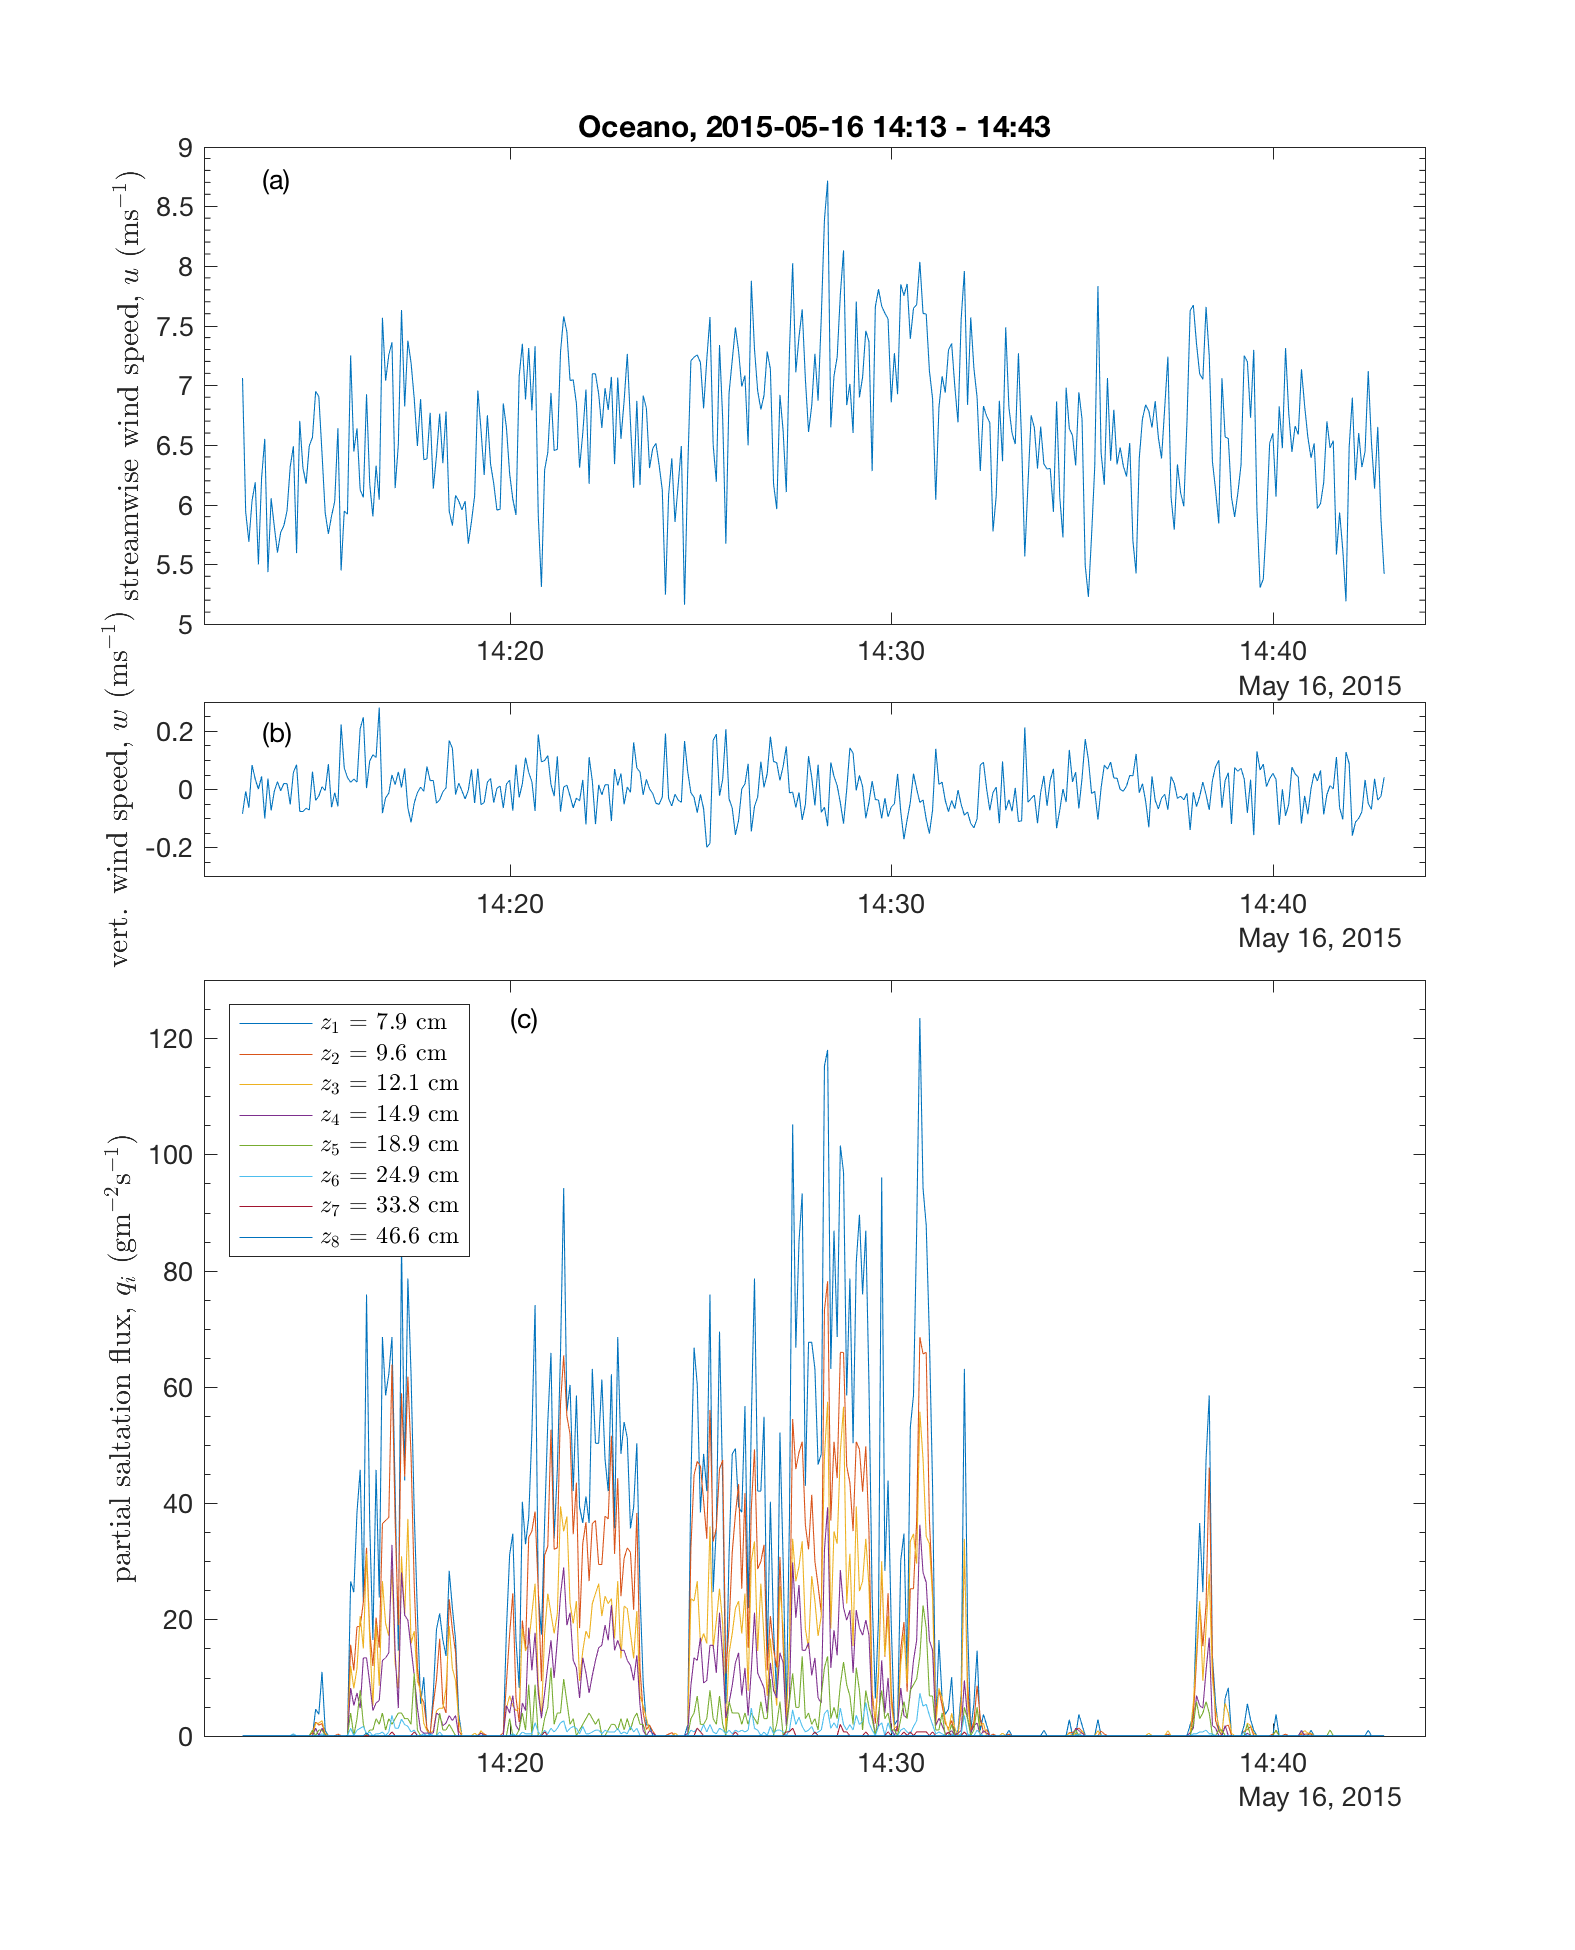 Oceano, 2015-05-16 14:13 - 14:43
(a)
streamwise wind speed, u (ms⁻¹)
9
8.5
8
7.5
7
6.5
6
5.5
5
14:20 14:30 14:40
May 16, 2015
(b)
vert. wind speed, w (ms⁻¹)
0.2
0
-0.2
14:20 14:30 14:40
May 16, 2015
(c)
partial saltation flux, qᵢ (gm⁻²s⁻¹)
z₁ = 7.9 cm
z₂ = 9.6 cm
z₃ = 12.1 cm
z₄ = 14.9 cm
z₅ = 18.9 cm
z₆ = 24.9 cm
z₇ = 33.8 cm
z₈ = 46.6 cm
120
100
80
60
40
20
0
14:20 14:30 14:40
May 16, 2015